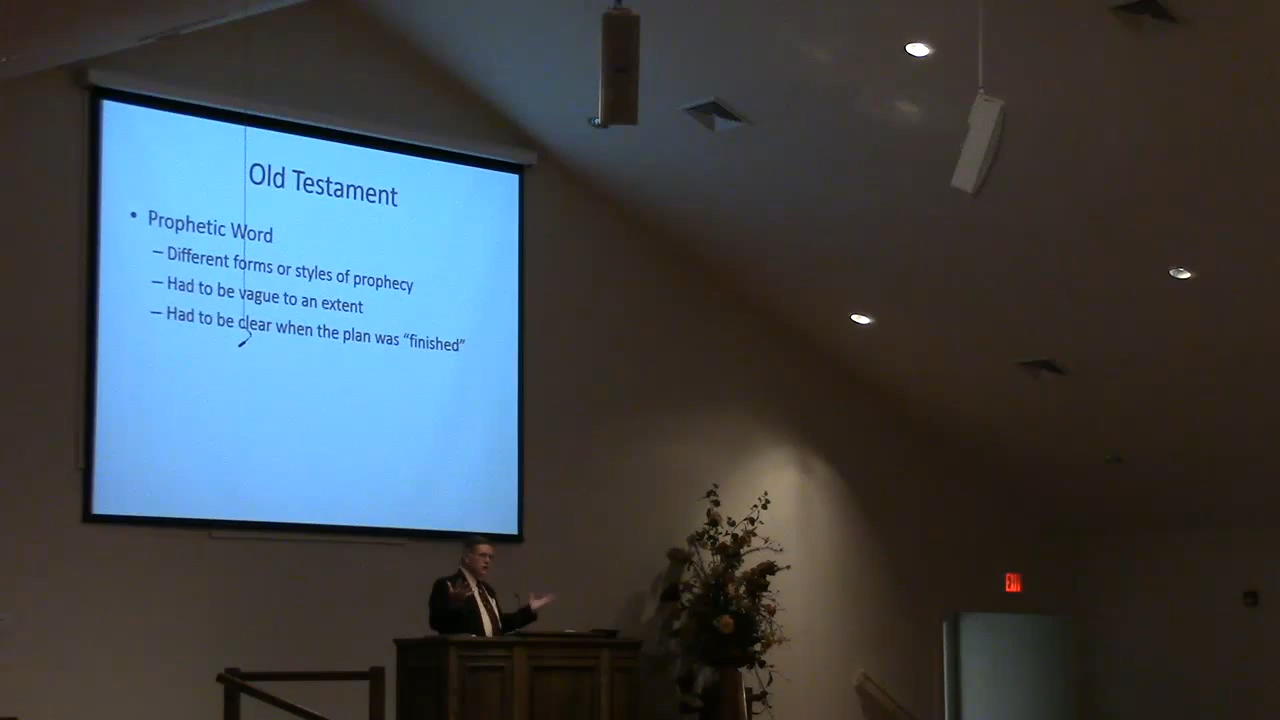 Old Testament
• Prophetic Word
– Different forms or styles of prophecy
– Had to be vague to an extent
– Had to be clear when the plan was “finished”
EXIT